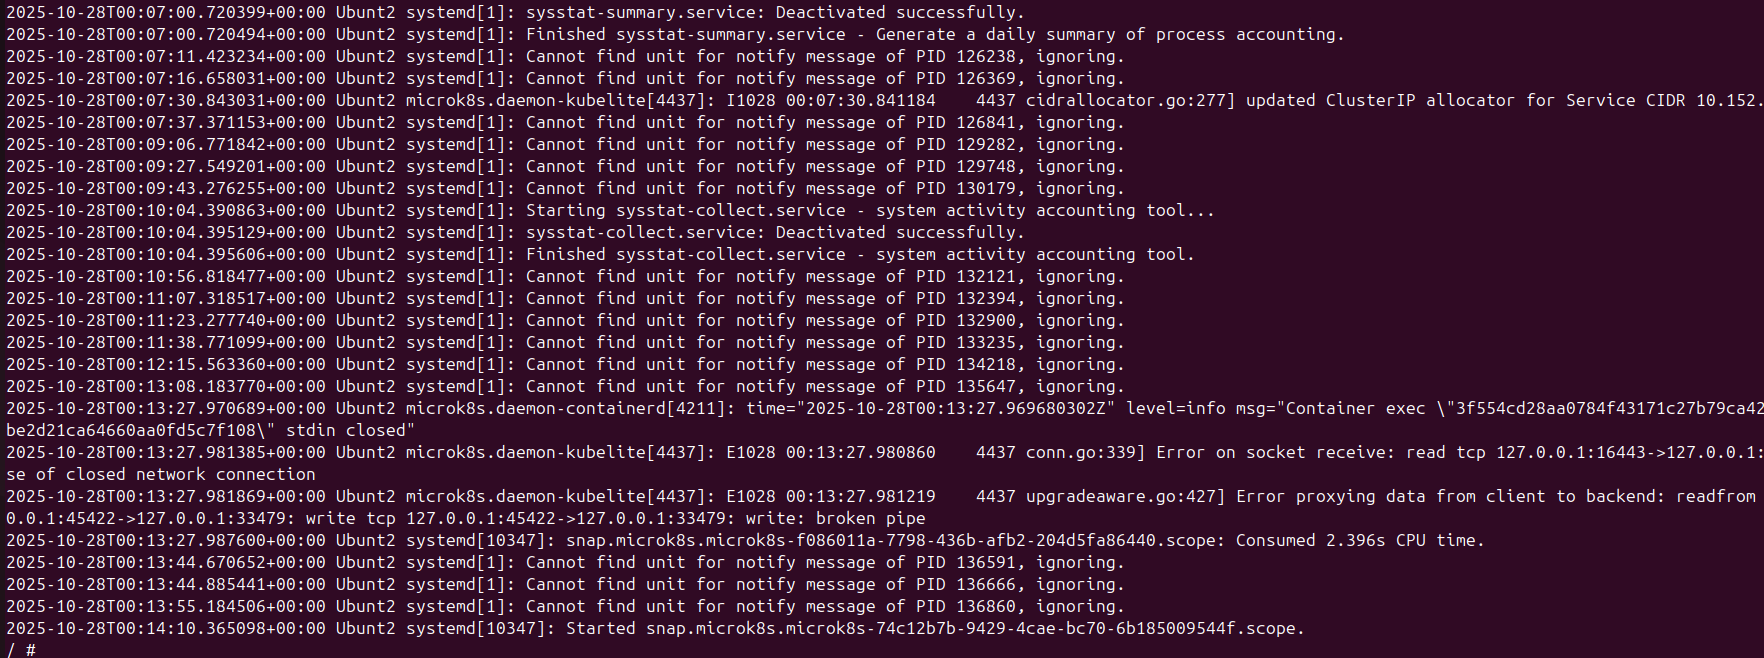 2025-10-28T00:07:00.720399+00:00 Ubunt2 systemd[1]: sysstat-summary.service: Deactivated successfully.
2025-10-28T00:07:00.720494+00:00 Ubunt2 systemd[1]: Finished sysstat-summary.service - Generate a daily summary of process accounting.
2025-10-28T00:07:11.423234+00:00 Ubunt2 systemd[1]: Cannot find unit for notify message of PID 126238, ignoring.
2025-10-28T00:07:16.658031+00:00 Ubunt2 systemd[1]: Cannot find unit for notify message of PID 126369, ignoring.
2025-10-28T00:07:30.843031+00:00 Ubunt2 microk8s.daemon-kubelite[4437]: I1028 00:07:30.841184    4437 cidrallocator.go:277] updated ClusterIP allocator for Service CIDR 10.152.
2025-10-28T00:07:37.371153+00:00 Ubunt2 systemd[1]: Cannot find unit for notify message of PID 126841, ignoring.
2025-10-28T00:09:06.771842+00:00 Ubunt2 systemd[1]: Cannot find unit for notify message of PID 129282, ignoring.
2025-10-28T00:09:27.549201+00:00 Ubunt2 systemd[1]: Cannot find unit for notify message of PID 129748, ignoring.
2025-10-28T00:09:43.276255+00:00 Ubunt2 systemd[1]: Cannot find unit for notify message of PID 130179, ignoring.
2025-10-28T00:10:04.390863+00:00 Ubunt2 systemd[1]: Starting sysstat-collect.service - system activity accounting tool...
2025-10-28T00:10:04.395129+00:00 Ubunt2 systemd[1]: sysstat-collect.service: Deactivated successfully.
2025-10-28T00:10:04.395606+00:00 Ubunt2 systemd[1]: Finished sysstat-collect.service - system activity accounting tool.
2025-10-28T00:10:56.818477+00:00 Ubunt2 systemd[1]: Cannot find unit for notify message of PID 132121, ignoring.
2025-10-28T00:11:07.318517+00:00 Ubunt2 systemd[1]: Cannot find unit for notify message of PID 132394, ignoring.
2025-10-28T00:11:23.277740+00:00 Ubunt2 systemd[1]: Cannot find unit for notify message of PID 132900, ignoring.
2025-10-28T00:11:38.771099+00:00 Ubunt2 systemd[1]: Cannot find unit for notify message of PID 133235, ignoring.
2025-10-28T00:12:15.563360+00:00 Ubunt2 systemd[1]: Cannot find unit for notify message of PID 134218, ignoring.
2025-10-28T00:13:08.183770+00:00 Ubunt2 systemd[1]: Cannot find unit for notify message of PID 135647, ignoring.
2025-10-28T00:13:27.970689+00:00 Ubunt2 microk8s.daemon-containerd[4211]: time="2025-10-28T00:13:27.969680302Z" level=info msg="Container exec \"3f554cd28aa0784f43171c27b79ca42
be2d21ca64660aa0fd5c7f108\" stdin closed"
2025-10-28T00:13:27.981385+00:00 Ubunt2 microk8s.daemon-kubelite[4437]: E1028 00:13:27.980860    4437 conn.go:339] Error on socket receive: read tcp 127.0.0.1:16443->127.0.0.1:
se of closed network connection
2025-10-28T00:13:27.981869+00:00 Ubunt2 microk8s.daemon-kubelite[4437]: E1028 00:13:27.981219    4437 upgradeaware.go:427] Error proxying data from client to backend: readfrom
0.0.1:45422->127.0.0.1:33479: write tcp 127.0.0.1:45422->127.0.0.1:33479: write: broken pipe
2025-10-28T00:13:27.987600+00:00 Ubunt2 systemd[10347]: snap.microk8s.microk8s-f086011a-7798-436b-afb2-204d5fa86440.scope: Consumed 2.396s CPU time.
2025-10-28T00:13:44.670652+00:00 Ubunt2 systemd[1]: Cannot find unit for notify message of PID 136591, ignoring.
2025-10-28T00:13:44.885441+00:00 Ubunt2 systemd[1]: Cannot find unit for notify message of PID 136666, ignoring.
2025-10-28T00:13:55.184506+00:00 Ubunt2 systemd[1]: Cannot find unit for notify message of PID 136860, ignoring.
2025-10-28T00:14:10.365098+00:00 Ubunt2 systemd[10347]: Started snap.microk8s.microk8s-74c12b7b-9429-4cae-bc70-6b185009544f.scope.
/ #